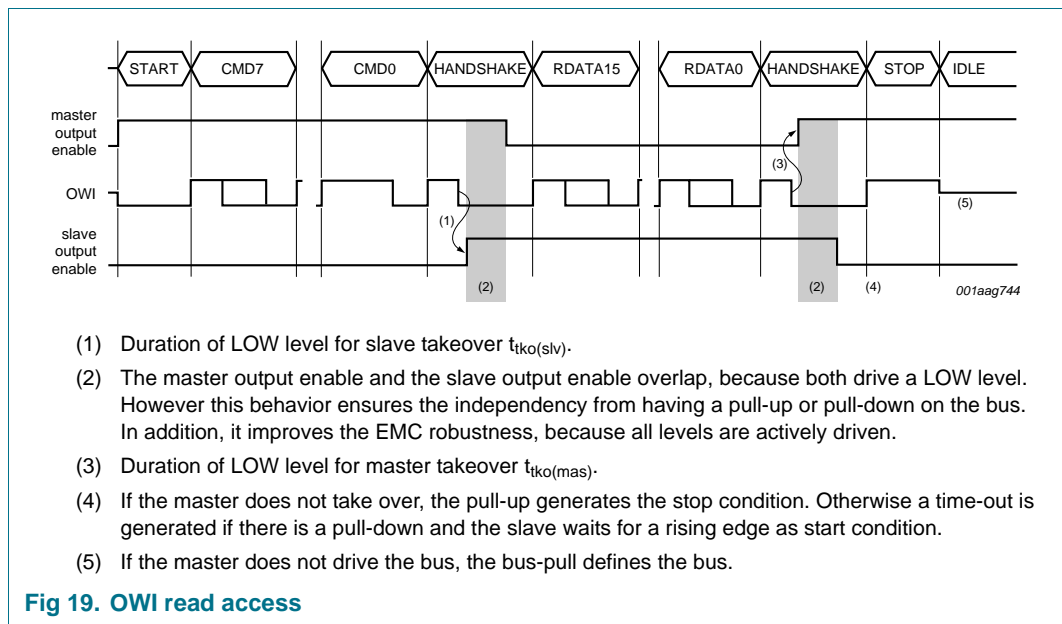 START CMD7 CMD0 HANDSHAKE RDATA15 RDATA0 HANDSHAKE STOP IDLE
master
output
enable
(3)
OWI
(1)
(5)
slave
output
enable
(2) (2) (4)
001aag744
(1) Duration of LOW level for slave takeover ttko(slv).
(2) The master output enable and the slave output enable overlap, because both drive a LOW level.
However this behavior ensures the independency from having a pull-up or pull-down on the bus.
In addition, it improves the EMC robustness, because all levels are actively driven.
(3) Duration of LOW level for master takeover ttko(mas).
(4) If the master does not take over, the pull-up generates the stop condition. Otherwise a time-out is
generated if there is a pull-down and the slave waits for a rising edge as start condition.
(5) If the master does not drive the bus, the bus-pull defines the bus.
Fig 19. OWI read access